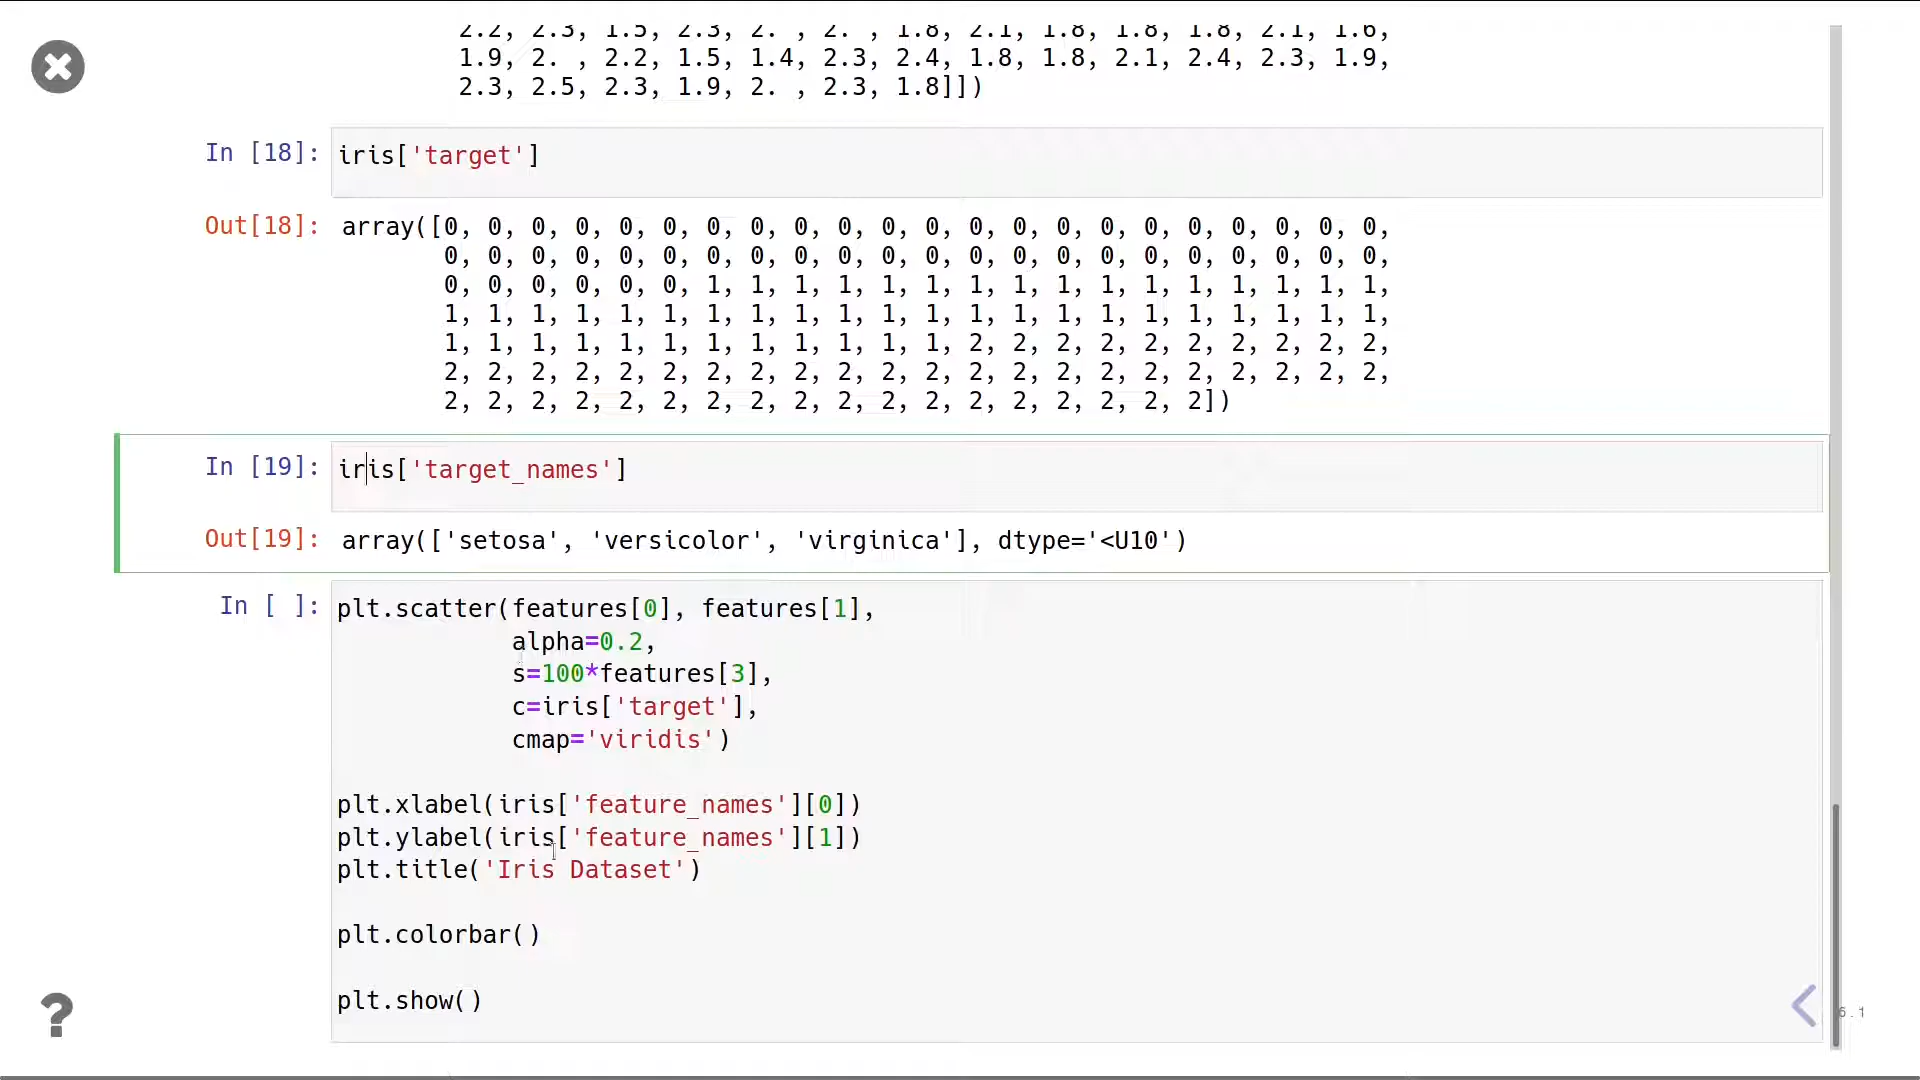 2.2, 2.3, 1.5, 2.3, 2. , 2. , 1.8, 2.1, 1.8, 1.8, 1.8, 2.1, 1.6,
1.9, 2. , 2.2, 1.5, 1.4, 2.3, 2.4, 1.8, 1.8, 2.1, 2.4, 2.3, 1.9,
2.3, 2.5, 2.3, 1.9, 2. , 2.3, 1.8]])
In [18]: iris['target']
Out[18]: array([0, 0, 0, 0, 0, 0, 0, 0, 0, 0, 0, 0, 0, 0, 0, 0, 0, 0, 0, 0, 0, 0,
0, 0, 0, 0, 0, 0, 0, 0, 0, 0, 0, 0, 0, 0, 0, 0, 0, 0, 0, 0, 0, 0,
0, 0, 0, 0, 0, 0, 1, 1, 1, 1, 1, 1, 1, 1, 1, 1, 1, 1, 1, 1, 1, 1,
1, 1, 1, 1, 1, 1, 1, 1, 1, 1, 1, 1, 1, 1, 1, 1, 1, 1, 1, 1, 1, 1,
1, 1, 1, 1, 1, 1, 1, 1, 1, 1, 1, 1, 2, 2, 2, 2, 2, 2, 2, 2, 2, 2,
2, 2, 2, 2, 2, 2, 2, 2, 2, 2, 2, 2, 2, 2, 2, 2, 2, 2, 2, 2, 2, 2,
2, 2, 2, 2, 2, 2, 2, 2, 2, 2, 2, 2, 2, 2, 2, 2, 2, 2])
In [19]: iris['target_names']
Out[19]: array(['setosa', 'versicolor', 'virginica'], dtype='<U10')
In [ ]: plt.scatter(features[0], features[1],
alpha=0.2,
s=100*features[3],
c=iris['target'],
cmap='viridis')
plt.xlabel(iris['feature_names'][0])
plt.ylabel(iris['feature_names'][1])
plt.title('Iris Dataset')
plt.colorbar()
plt.show()
?
6.1